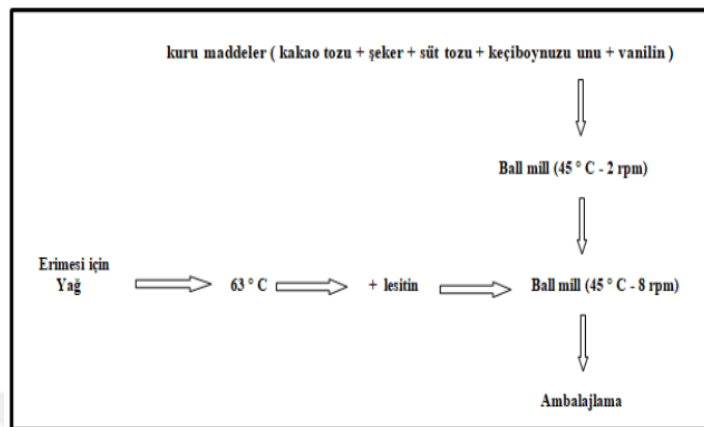 kuru maddeler ( kakao tozu + şeker + süt tozu + keçiboynuzu unu + vanilin )
Ball mill (45 ° C - 2 rpm)
Erimesi için
Yağ
63 ° C
+ lesitin
Ball mill (45 ° C - 8 rpm)
Ambalajlama